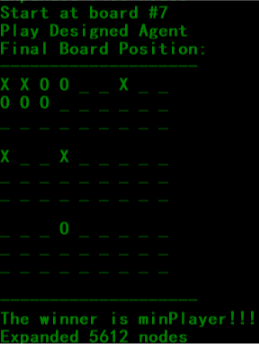 Start at board #7
Play Designed Agent
Final Board Position:
X X O O _ _ X _ _
O O O _ _ _ _ _ _
_ _ _ _ _ _ _ _ _
X _ _ X _ _ _ _ _
_ _ _ _ _ _ _ _ _
_ _ _ _ _ _ _ _ _
_ _ _ O _ _ _ _ _
_ _ _ _ _ _ _ _ _
_ _ _ _ _ _ _ _ _
The winner is minPlayer!!!
Expanded 5612 nodes